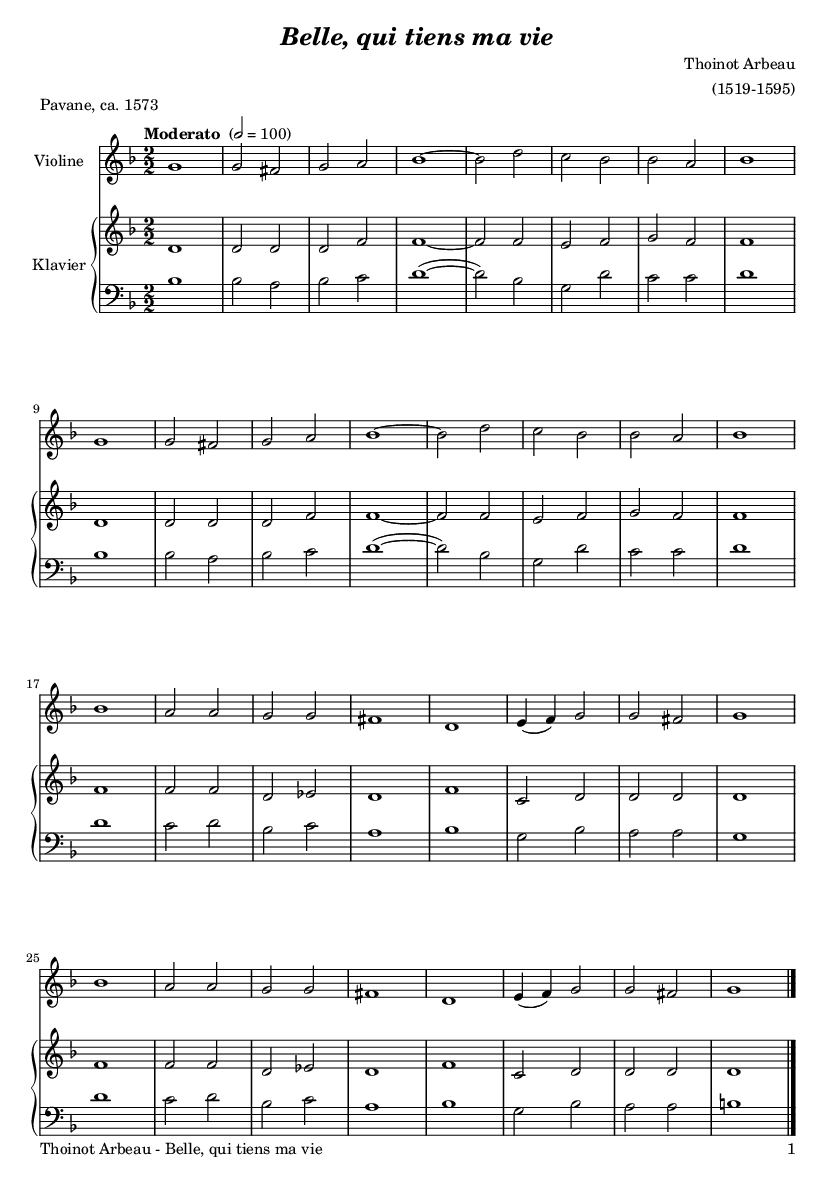 Belle, qui tiens ma vie
Thoinot Arbeau
(1519-1595)
Pavane, ca. 1573
Moderato (𝅗𝅥 = 100)
Violine
Klavier
9
17
25
Thoinot Arbeau - Belle, qui tiens ma vie 1